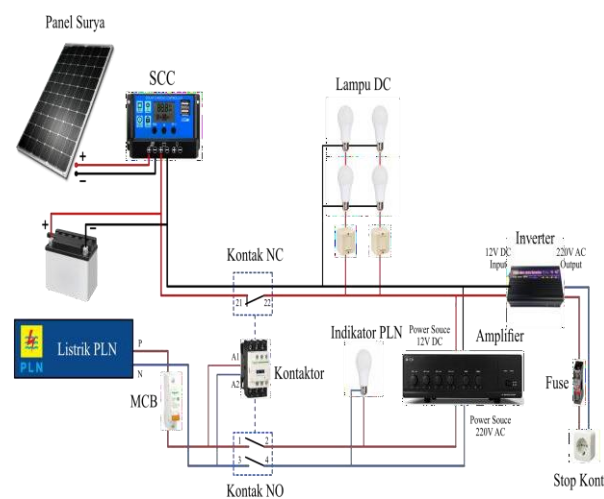 Panel Surya
SCC
Lampu DC
+
−
+
−
Kontak NC
21 22
Inverter
12V DC
Input
220V AC
Output
Listrik PLN
PLN
P
N
MCB
A1
A2
Kontaktor
Indikator PLN
Power Souce
12V DC
Amplifier
Power Souce
220V AC
Fuse
Stop Kont
1 2
3 4
Kontak NO